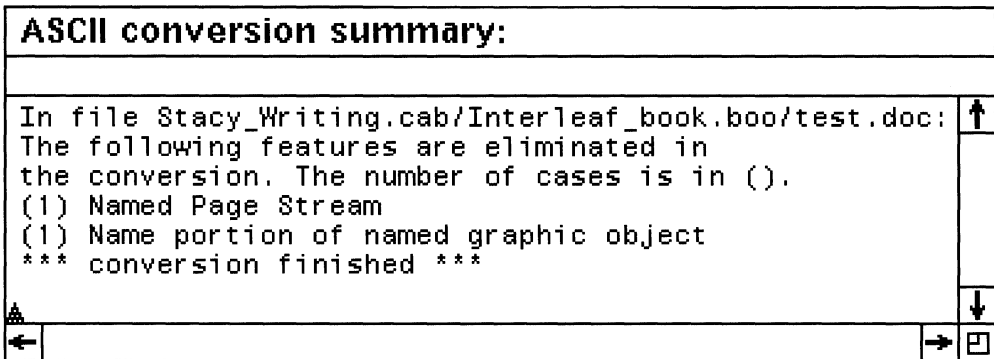 ASCII conversion summary:
In file Stacy_Writing.cab/Interleaf_book.boo/test.doc:
The following features are eliminated in
the conversion. The number of cases is in ().
(1) Named Page Stream
(1) Name portion of named graphic object
*** conversion finished ***